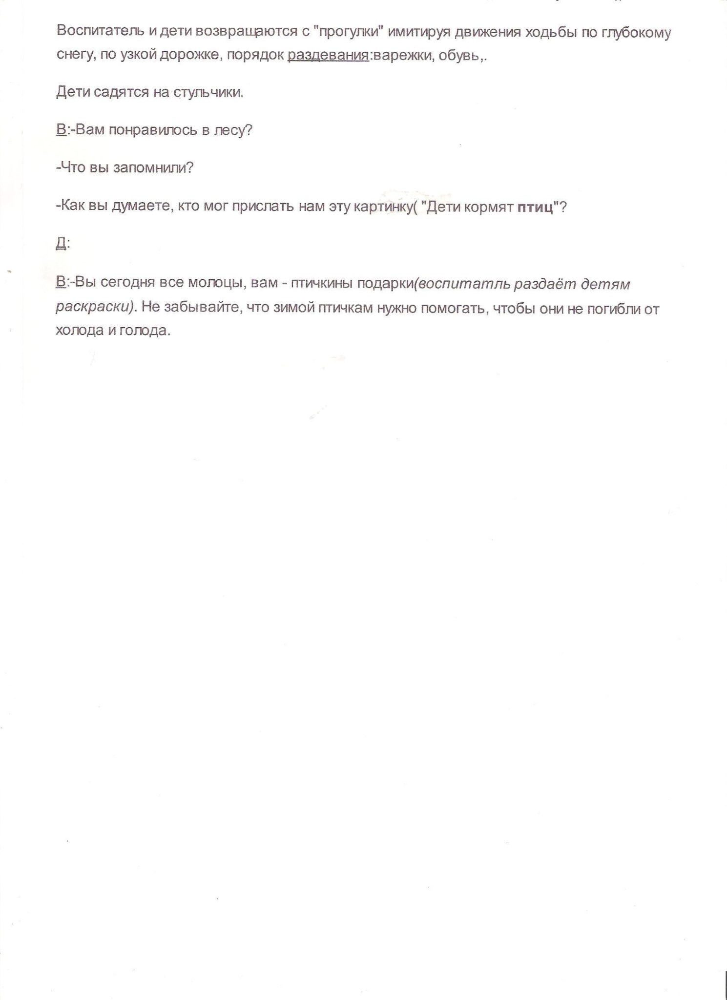 Воспитатель и дети возвращаются с "прогулки" имитируя движения ходьбы по глубокому
снегу, по узкой дорожке, порядок раздевания:варежки, обувь,.
Дети садятся на стульчики.
В:-Вам понравилось в лесу?
-Что вы запомнили?
-Как вы думаете, кто мог прислать нам эту картинку( "Дети кормят птиц"?
Д:
В:-Вы сегодня все молоцы, вам - птичкины подарки(воспитатль раздаёт детям
раскраски). Не забывайте, что зимой птичкам нужно помогать, чтобы они не погибли от
холода и голода.